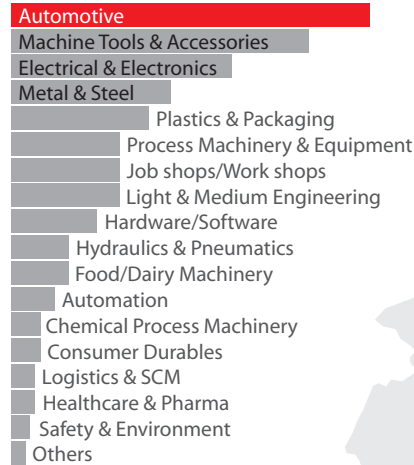 Automotive
Machine Tools & Accessories
Electrical & Electronics
Metal & Steel
Plastics & Packaging
Process Machinery & Equipment
Job shops/Work shops
Light & Medium Engineering
Hardware/Software
Hydraulics & Pneumatics
Food/Dairy Machinery
Automation
Chemical Process Machinery
Consumer Durables
Logistics & SCM
Healthcare & Pharma
Safety & Environment
Others